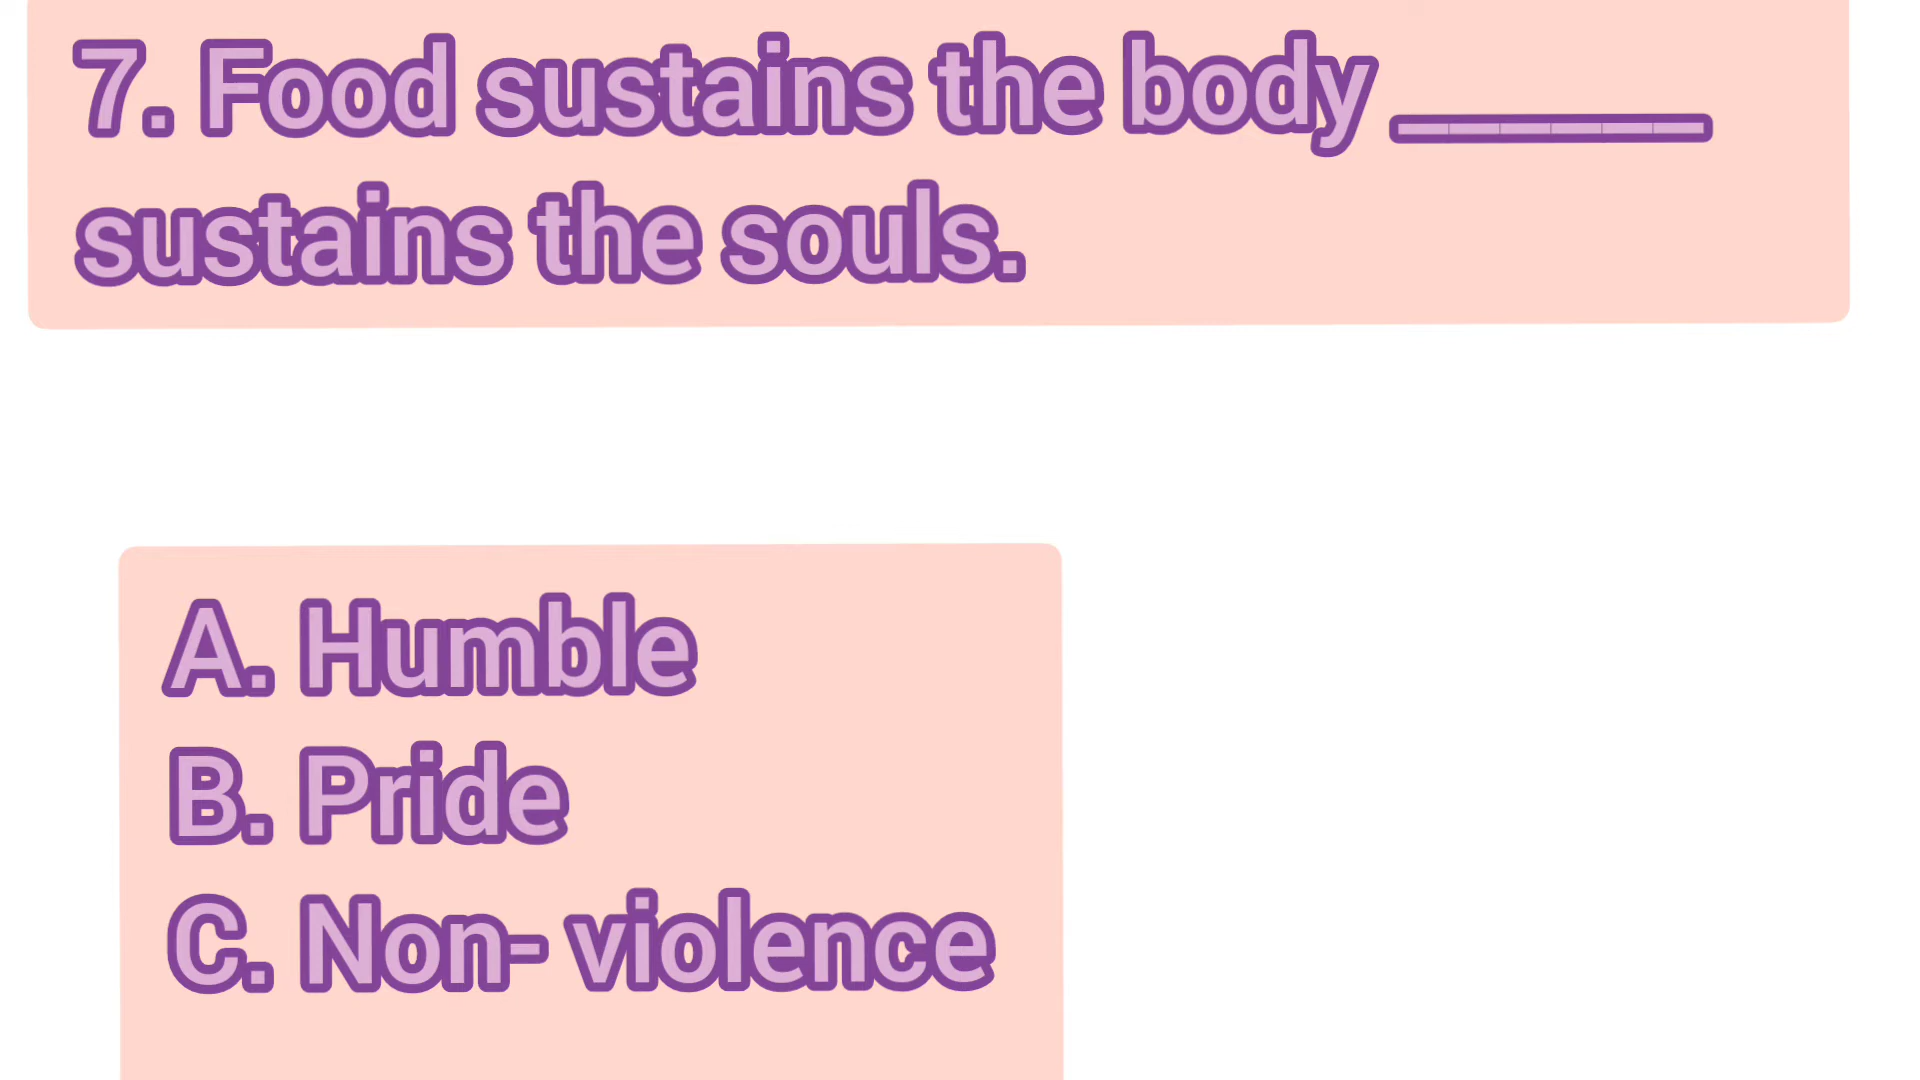 7. Food sustains the body ______
sustains the souls.
A. Humble
B. Pride
C. Non- violence